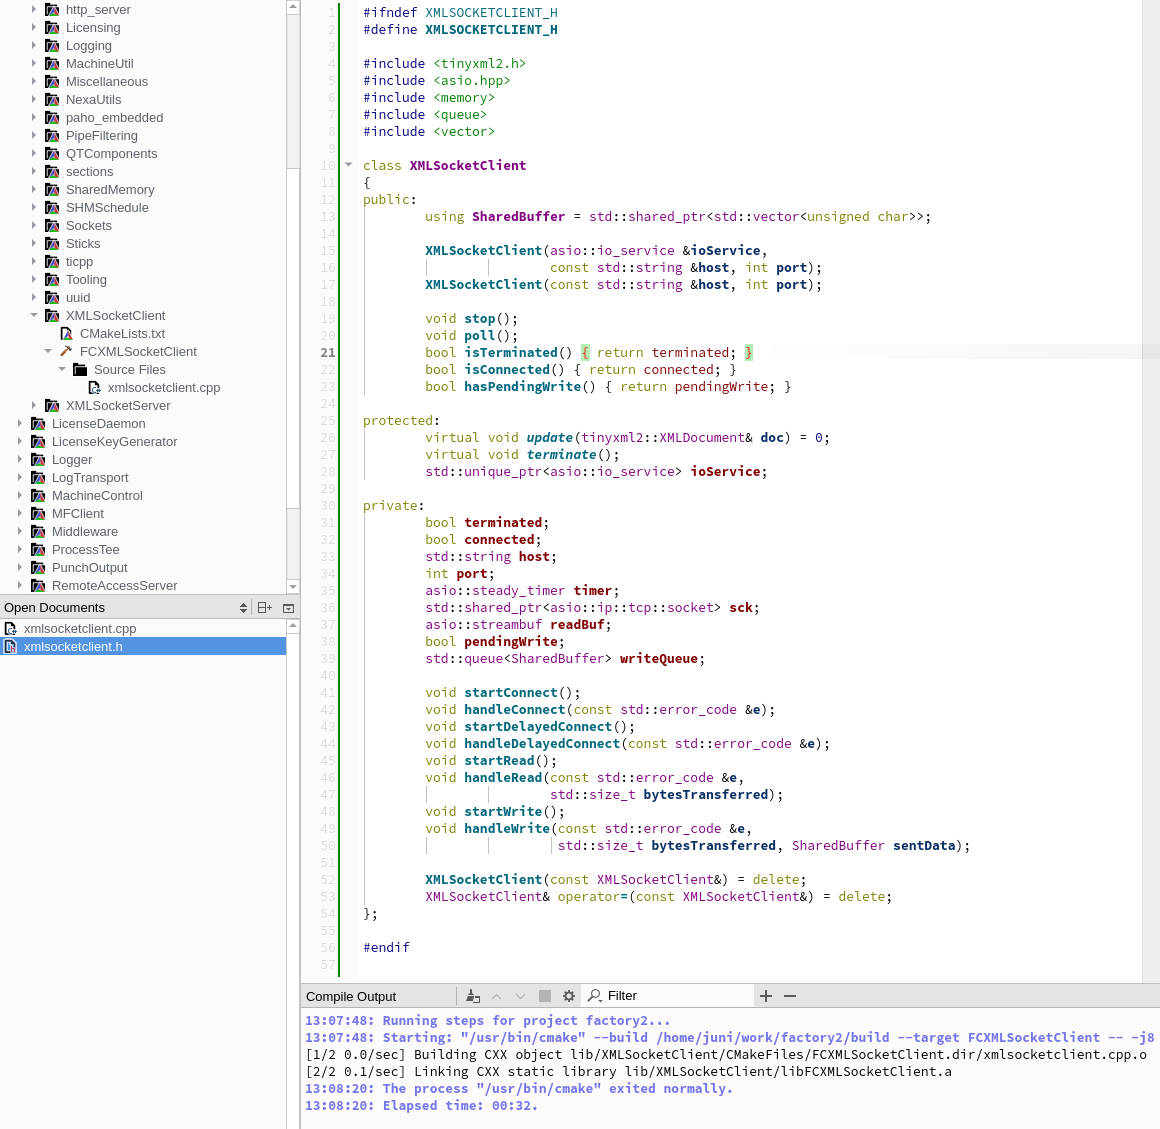 http_server
Licensing
Logging
MachineUtil
Miscellaneous
NexaUtils
paho_embedded
PipeFiltering
QTComponents
sections
SharedMemory
SHMSchedule
Sockets
Sticks
ticpp
Tooling
uuid
XMLSocketClient
CMakeLists.txt
FCXMLSocketClient
Source Files
xmlsocketclient.cpp
XMLSocketServer
LicenseDaemon
LicenseKeyGenerator
Logger
LogTransport
MachineControl
MFClient
Middleware
ProcessTee
PunchOutput
RemoteAccessServer
Open Documents
xmlsocketclient.cpp
xmlsocketclient.h
1 #ifndef XMLSOCKETCLIENT_H
2 #define XMLSOCKETCLIENT_H
3
4 #include <tinyxml2.h>
5 #include <asio.hpp>
6 #include <memory>
7 #include <queue>
8 #include <vector>
9
10 class XMLSocketClient
11 {
12 public:
13 using SharedBuffer = std::shared_ptr<std::vector<unsigned char>>;
14
15 XMLSocketClient(asio::io_service &ioService,
16 const std::string &host, int port);
17 XMLSocketClient(const std::string &host, int port);
18
19 void stop();
20 void poll();
21 bool isTerminated() { return terminated; }
22 bool isConnected() { return connected; }
23 bool hasPendingWrite() { return pendingWrite; }
24
25 protected:
26 virtual void update(tinyxml2::XMLDocument& doc) = 0;
27 virtual void terminate();
28 std::unique_ptr<asio::io_service> ioService;
29
30 private:
31 bool terminated;
32 bool connected;
33 std::string host;
34 int port;
35 asio::steady_timer timer;
36 std::shared_ptr<asio::ip::tcp::socket> sck;
37 asio::streambuf readBuf;
38 bool pendingWrite;
39 std::queue<SharedBuffer> writeQueue;
40
41 void startConnect();
42 void handleConnect(const std::error_code &e);
43 void startDelayedConnect();
44 void handleDelayedConnect(const std::error_code &e);
45 void startRead();
46 void handleRead(const std::error_code &e,
47 std::size_t bytesTransferred);
48 void startWrite();
49 void handleWrite(const std::error_code &e,
50 std::size_t bytesTransferred, SharedBuffer sentData);
51
52 XMLSocketClient(const XMLSocketClient&) = delete;
53 XMLSocketClient& operator=(const XMLSocketClient&) = delete;
54 };
55
56 #endif
57
Compile Output
Filter
13:07:48: Running steps for project factory2...
13:07:48: Starting: "/usr/bin/cmake" --build /home/juni/work/factory2/build --target FCXMLSocketClient -- -j8
[1/2 0.0/sec] Building CXX object lib/XMLSocketClient/CMakeFiles/FCXMLSocketClient.dir/xmlsocketclient.cpp.o
[2/2 0.1/sec] Linking CXX static library lib/XMLSocketClient/libFCXMLSocketClient.a
13:08:20: The process "/usr/bin/cmake" exited normally.
13:08:20: Elapsed time: 00:32.